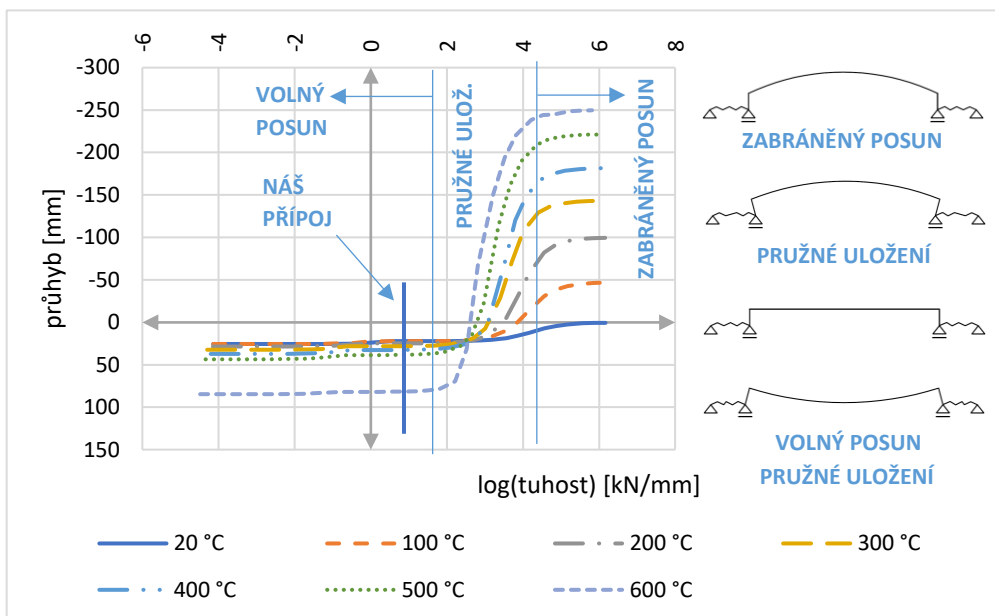 -6
-4
-2
0
2
4
6
8
-300
-250
-200
-150
-100
-50
0
50
100
150
průhyb [mm]
log(tuhost) [kN/mm]
VOLNÝ
POSUN
NÁŠ
PŘÍPOJ
PRUŽNÉ ULOŽ.
ZABRÁNĚNÝ POSUN
ZABRÁNĚNÝ POSUN
PRUŽNÉ ULOŽENÍ
VOLNÝ POSUN
PRUŽNÉ ULOŽENÍ
20 °C
100 °C
200 °C
300 °C
400 °C
500 °C
600 °C